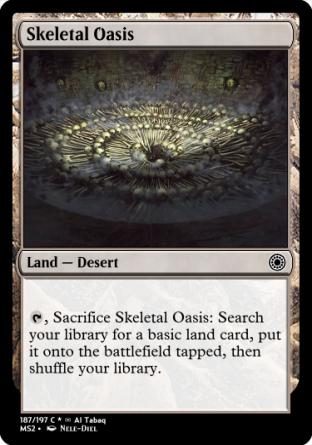 Skeletal Oasis
Land — Desert
, Sacrifice Skeletal Oasis: Search
your library for a basic land card, put
it onto the battlefield tapped, then
shuffle your library.
187/197 C * ∞ Al Tabaq
MS2 • Nele-Diel